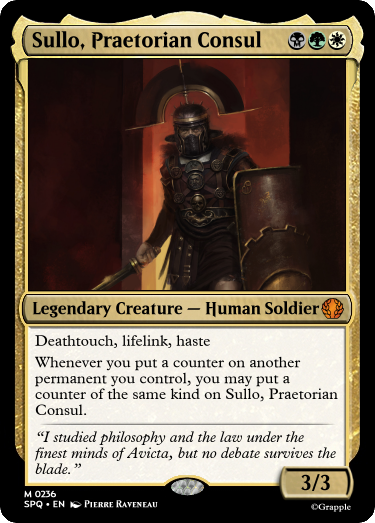 Sullo, Praetorian Consul
Legendary Creature — Human Soldier
Deathtouch, lifelink, haste
Whenever you put a counter on another
permanent you control, you may put a
counter of the same kind on Sullo, Praetorian
Consul.
“I studied philosophy and the law under the
finest minds of Avicta, but no debate survives the
blade.”
3/3
M 0236
SPQ • EN Pierre Raveneau
©Grapple